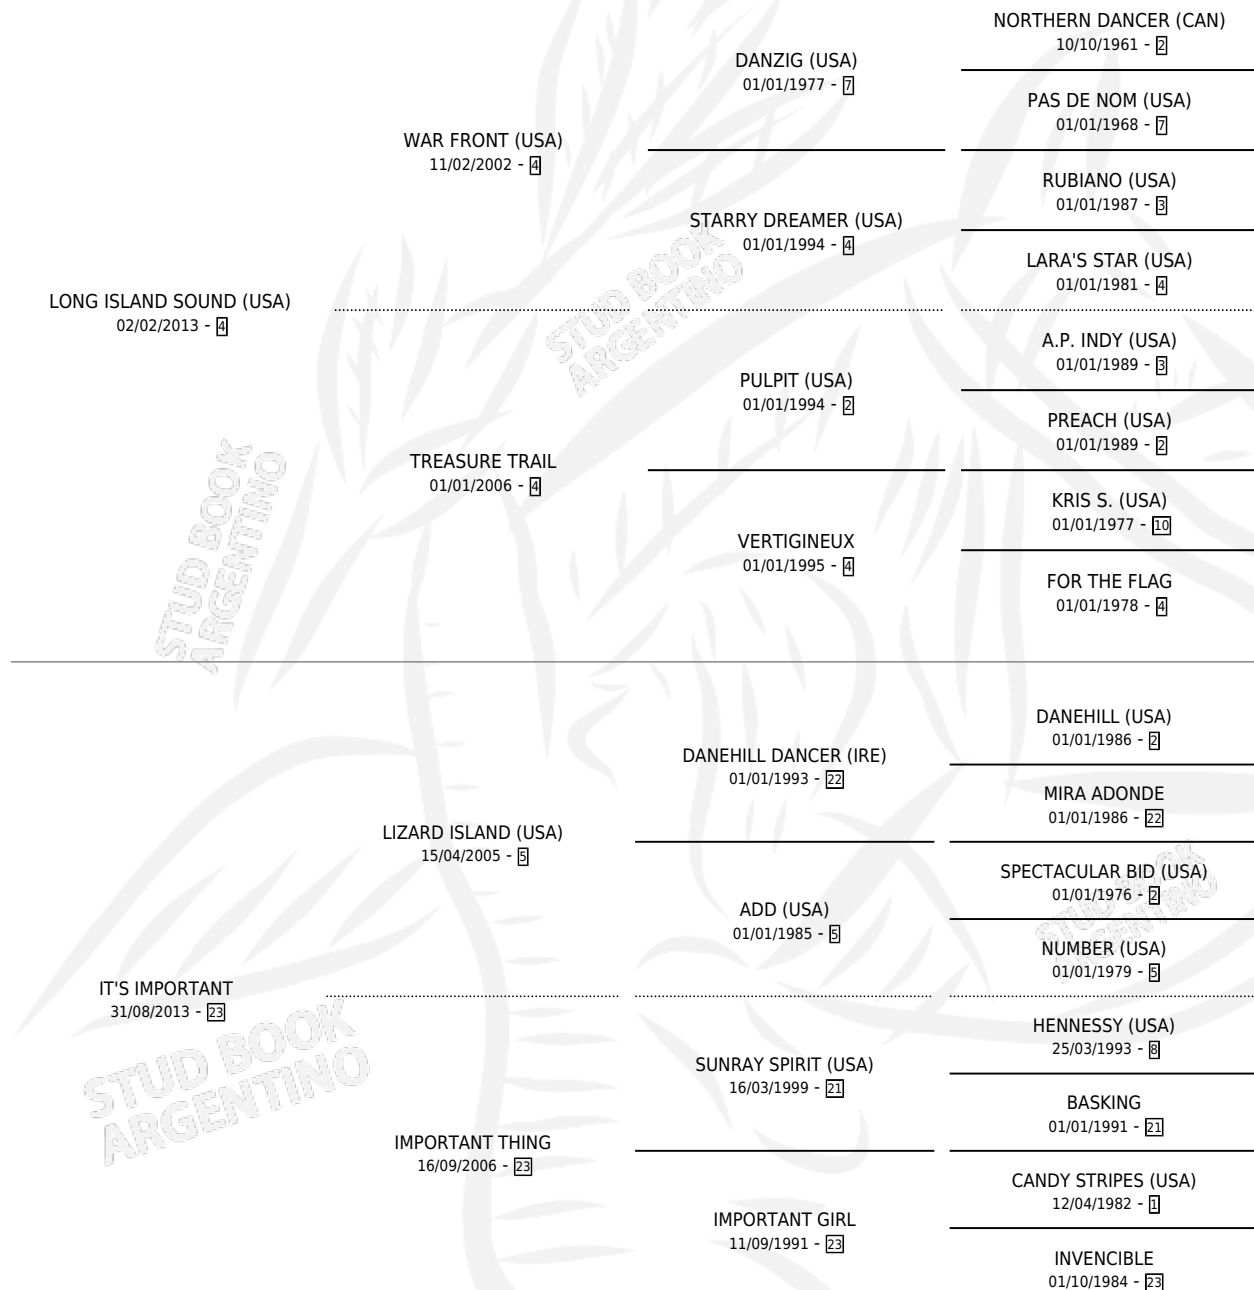 NORTHERN DANCER (CAN)
10/10/1961 - 2
DANZIG (USA)
01/01/1977 - 7
PAS DE NOM (USA)
01/01/1968 - 7
WAR FRONT (USA)
11/02/2002 - 4
RUBIANO (USA)
01/01/1987 - 3
STARRY DREAMER (USA)
01/01/1994 - 4
LARA'S STAR (USA)
01/01/1981 - 4
LONG ISLAND SOUND (USA)
02/02/2013 - 4
STUD BOOK
ARGENTINO
A.P. INDY (USA)
01/01/1989 - 3
PULPIT (USA)
01/01/1994 - 2
PREACH (USA)
01/01/1989 - 2
TREASURE TRAIL
01/01/2006 - 4
KRIS S. (USA)
01/01/1977 - 10
VERTIGINEUX
01/01/1995 - 4
FOR THE FLAG
01/01/1978 - 4
STUD BOOK
ARGENTINO
DANEHILL (USA)
01/01/1986 - 2
DANEHILL DANCER (IRE)
01/01/1993 - 22
MIRA ADONDE
01/01/1986 - 22
LIZARD ISLAND (USA)
15/04/2005 - 5
SPECTACULAR BID (USA)
01/01/1976 - 2
ADD (USA)
01/01/1985 - 5
STUD BOOK
ARGENTINO
NUMBER (USA)
01/01/1979 - 5
IT'S IMPORTANT
31/08/2013 - 23
HENNESSY (USA)
25/03/1993 - 8
SUNRAY SPIRIT (USA)
16/03/1999 - 21
STUD BOOK
ARGENTINO
BASKING
01/01/1991 - 21
IMPORTANT THING
16/09/2006 - 23
CANDY STRIPES (USA)
12/04/1982 - 1
IMPORTANT GIRL
11/09/1991 - 23
INVENCIBLE
01/10/1984 - 23